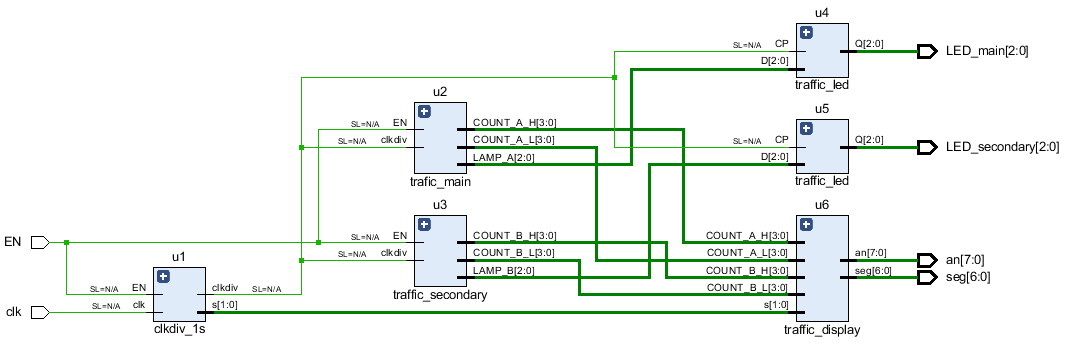 u4
SL=N/A CP
D[2:0]
Q[2:0]
LED_main[2:0]
traffic_led
u2
SL=N/A EN
SL=N/A clkdiv
COUNT_A_H[3:0]
COUNT_A_L[3:0]
LAMP_A[2:0]
trafic_main
u5
SL=N/A CP
D[2:0]
Q[2:0]
LED_secondary[2:0]
traffic_led
u3
SL=N/A EN
SL=N/A clkdiv
COUNT_B_H[3:0]
COUNT_B_L[3:0]
LAMP_B[2:0]
traffic_secondary
u6
COUNT_A_H[3:0]
COUNT_A_L[3:0]
COUNT_B_H[3:0]
COUNT_B_L[3:0]
s[1:0]
an[7:0]
seg[6:0]
an[7:0]
seg[6:0]
traffic_display
EN
clk
u1
SL=N/A EN
SL=N/A clk
clkdiv SL=N/A
s[1:0]
clkdiv_1s